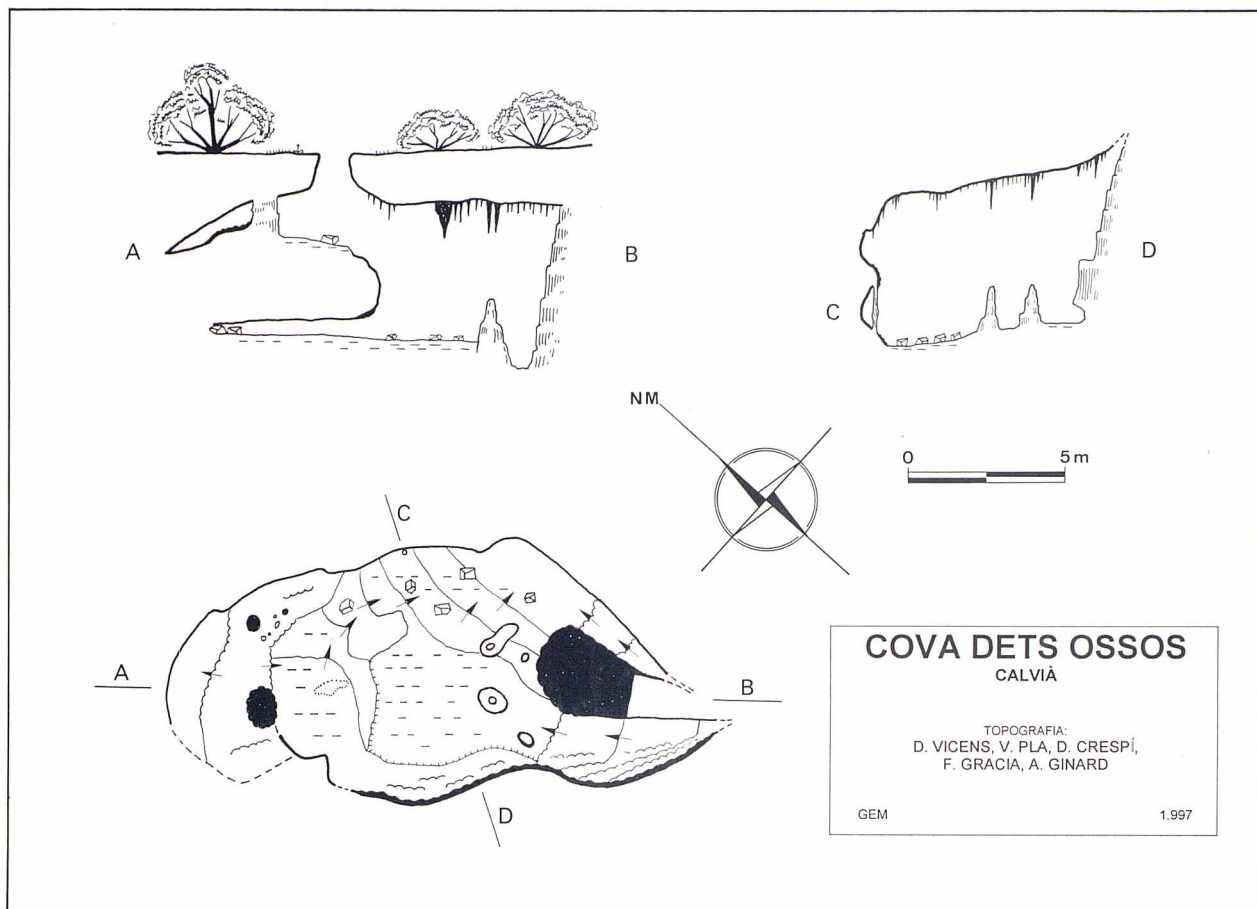 A
B
C
D
NM
0 5 m
C
A
B
D
COVA DETS OSSOS
CALVIÀ
TOPOGRAFIA:
D. VICENS, V. PLA, D. CRESPÍ,
F. GRACIA, A. GINARD
GEM 1.997